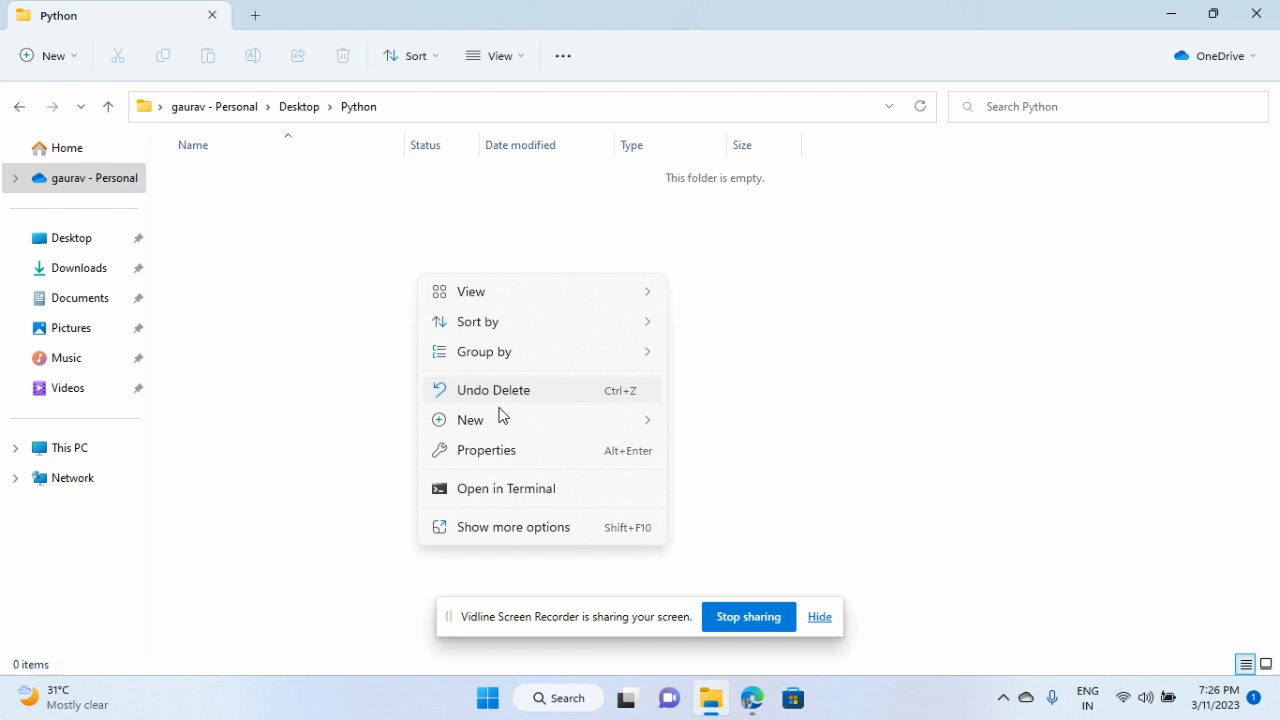 Python
New
Sort
View
OneDrive
gaurav - Personal
Desktop
Python
Search Python
Name
Status
Date modified
Type
Size
This folder is empty.
Home
gaurav - Personal
Desktop
Downloads
Documents
Pictures
Music
Videos
This PC
Network
View
Sort by
Group by
Undo Delete Ctrl+Z
New
Properties Alt+Enter
Open in Terminal
Show more options Shift+F10
Vidline Screen Recorder is sharing your screen. Stop sharing Hide
0 items
31°C
Mostly clear
Search
ENG
IN
7:26 PM
3/11/2023
1